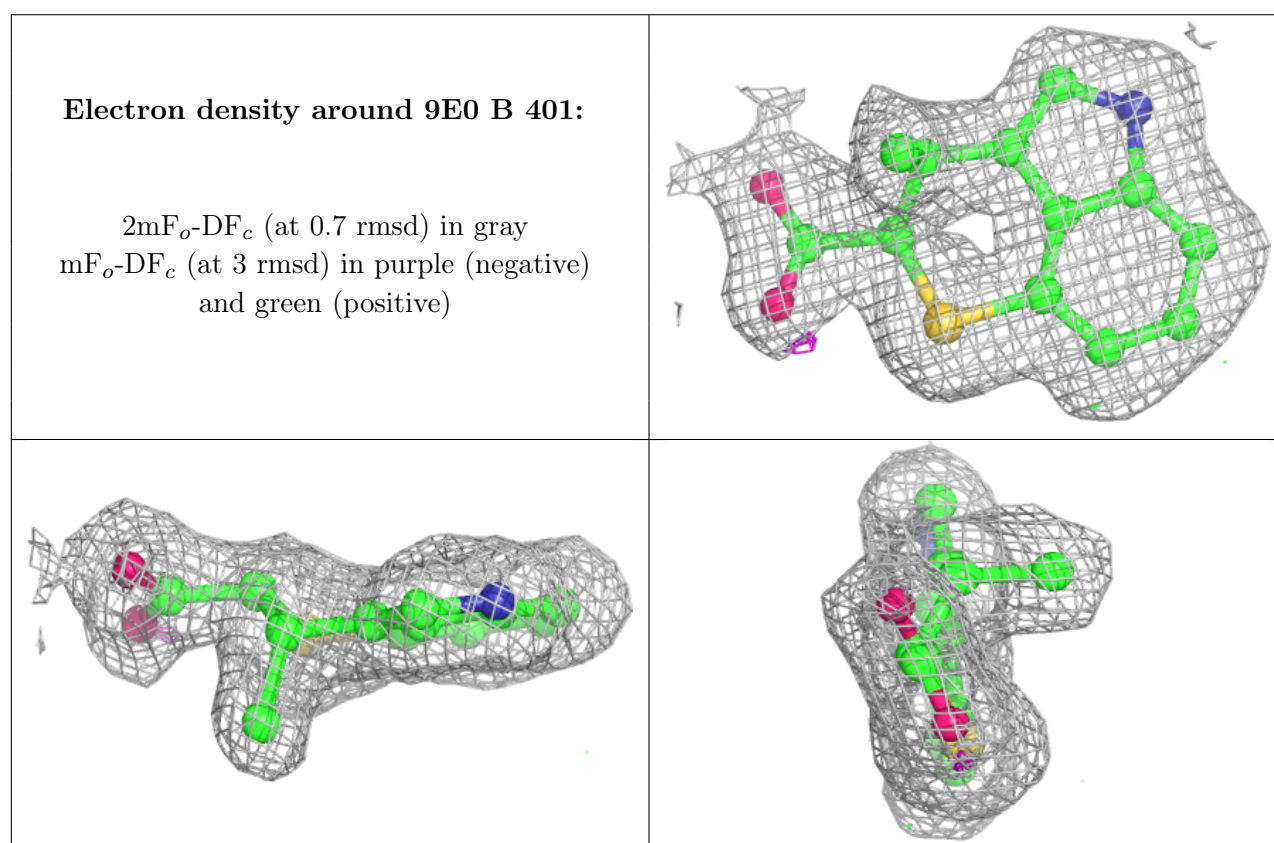 Electron density around 9E0 B 401:
2mFo-DFc (at 0.7 rmsd) in gray
mFo-DFc (at 3 rmsd) in purple (negative)
and green (positive)